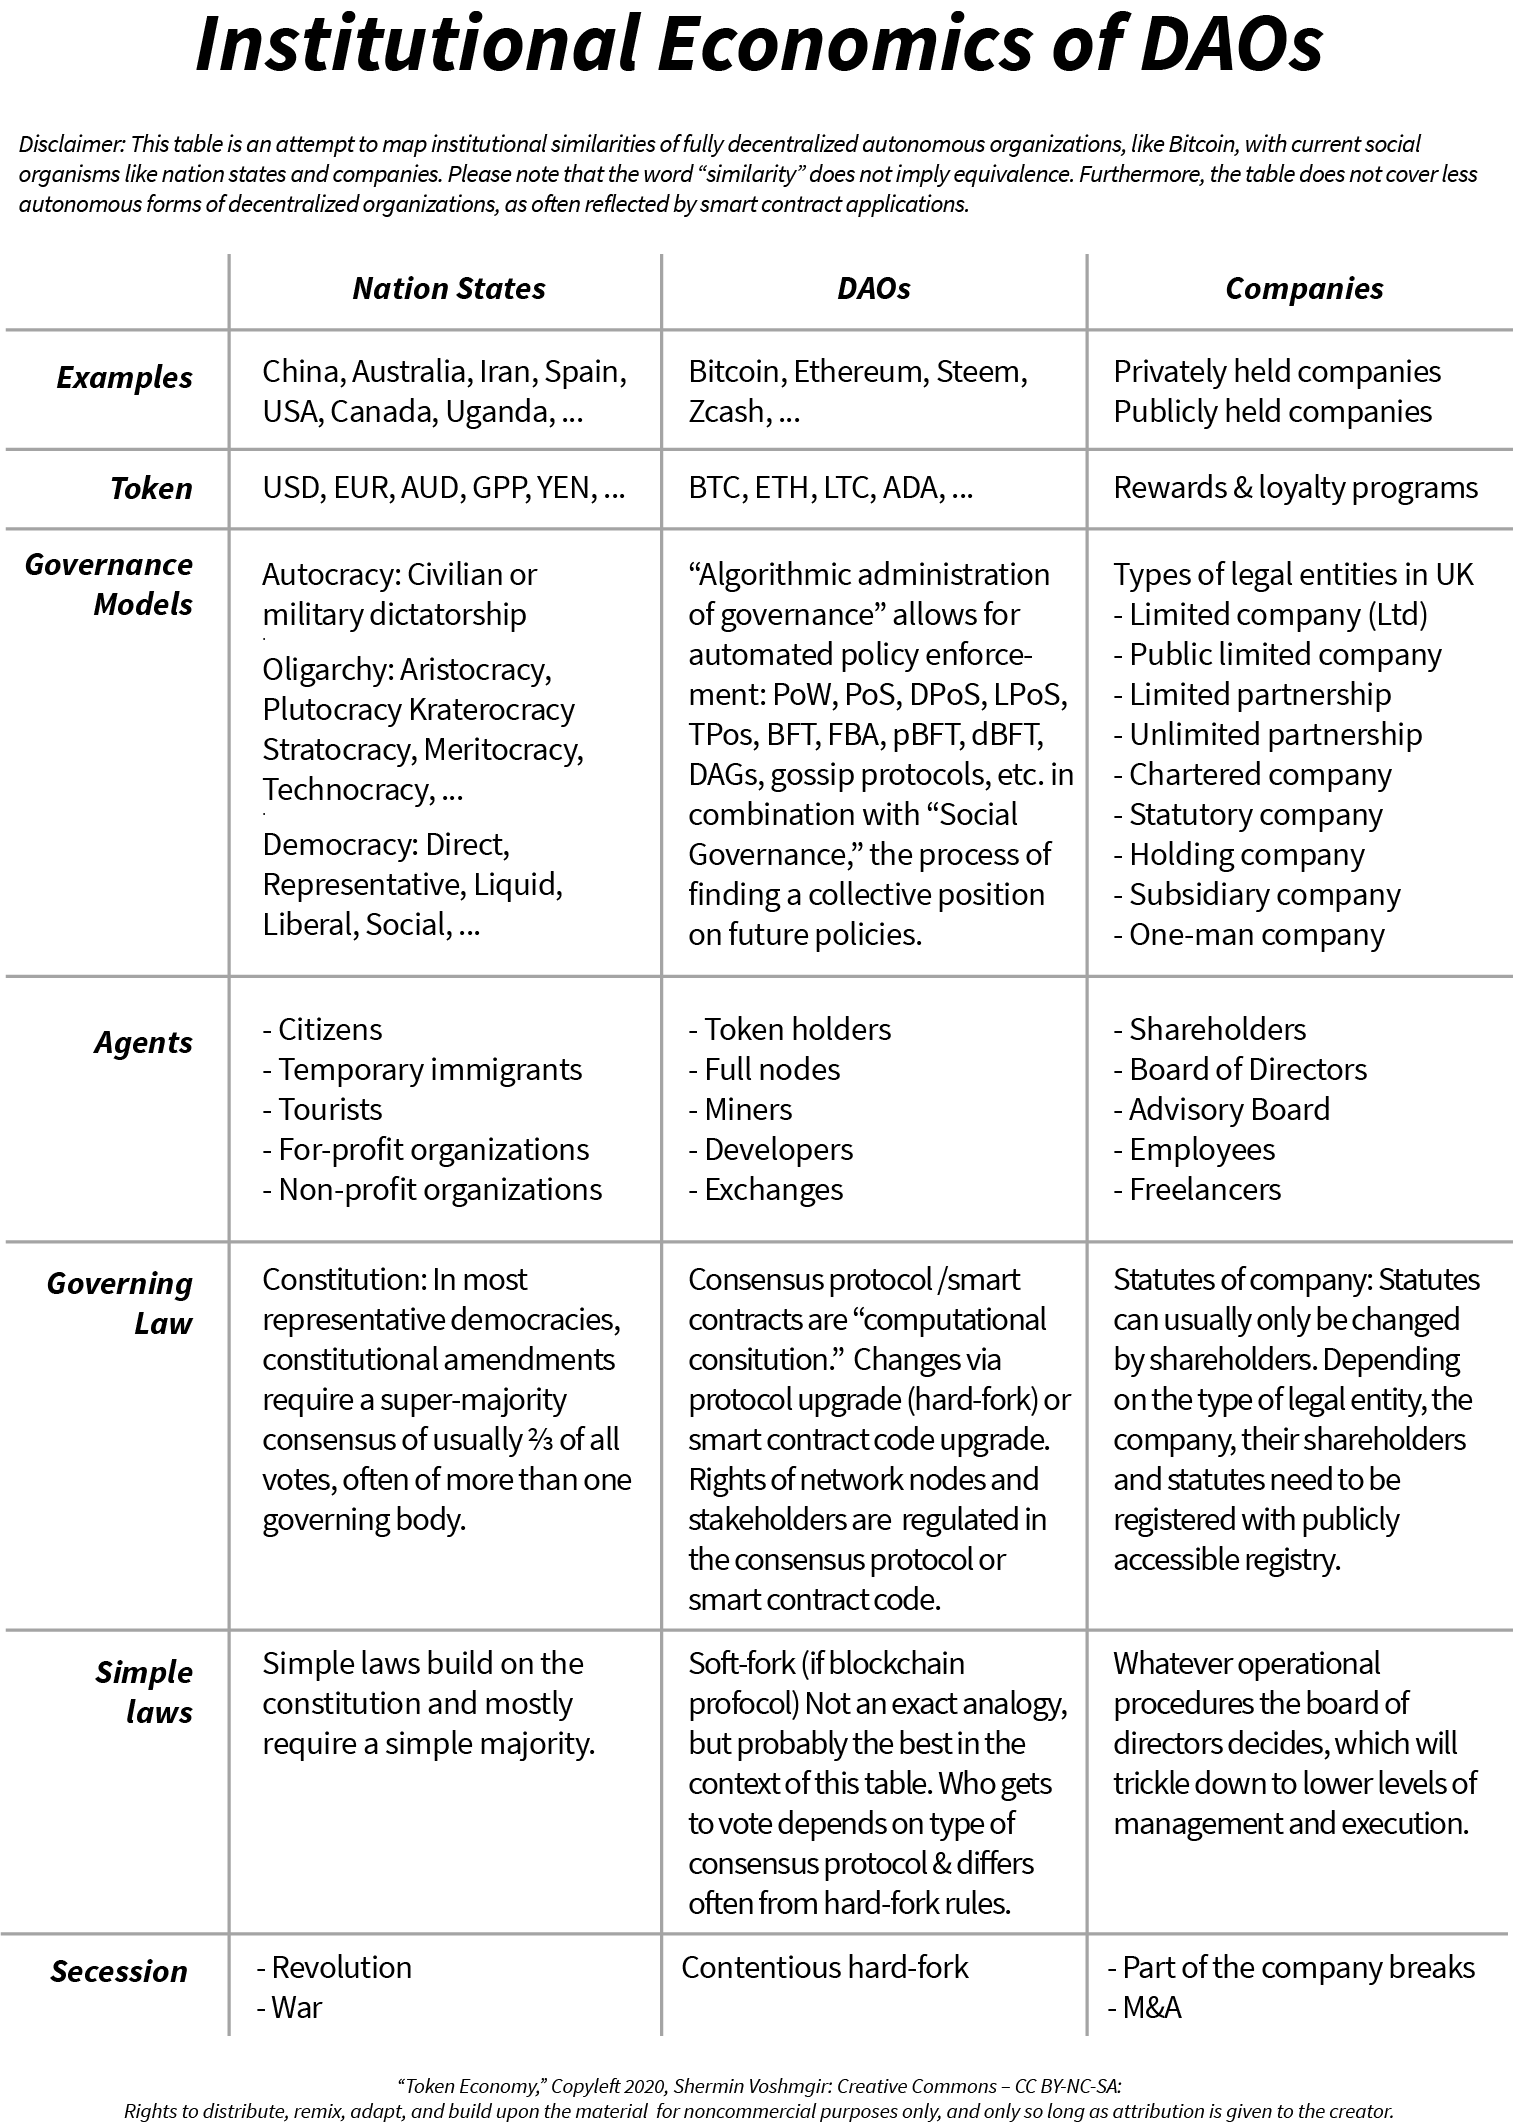 Institutional Economics of DAOs
Disclaimer: This table is an attempt to map institutional similarities of fully decentralized autonomous organizations, like Bitcoin, with current social
organisms like nation states and companies. Please note that the word “similarity” does not imply equivalence. Furthermore, the table does not cover less
autonomous forms of decentralized organizations, as often reflected by smart contract applications.
Nation States
DAOs
Companies
Examples
China, Australia, Iran, Spain,
USA, Canada, Uganda, ...
Bitcoin, Ethereum, Steem,
Zcash, ...
Privately held companies
Publicly held companies
Token
USD, EUR, AUD, GPP, YEN, ...
BTC, ETH, LTC, ADA, ...
Rewards & loyalty programs
Governance
Models
Autocracy: Civilian or
military dictatorship
Oligarchy: Aristocracy,
Plutocracy Kraterocracy
Stratocracy, Meritocracy,
Technocracy, ...
Democracy: Direct,
Representative, Liquid,
Liberal, Social, ...
“Algorithmic administration
of governance” allows for
automated policy enforce-
ment: PoW, PoS, DPoS, LPoS,
TPos, BFT, FBA, pBFT, dBFT,
DAGs, gossip protocols, etc. in
combination with “Social
Governance,” the process of
finding a collective position
on future policies.
Types of legal entities in UK
- Limited company (Ltd)
- Public limited company
- Limited partnership
- Unlimited partnership
- Chartered company
- Statutory company
- Holding company
- Subsidiary company
- One-man company
Agents
- Citizens
- Temporary immigrants
- Tourists
- For-profit organizations
- Non-profit organizations
- Token holders
- Full nodes
- Miners
- Developers
- Exchanges
- Shareholders
- Board of Directors
- Advisory Board
- Employees
- Freelancers
Governing
Law
Constitution: In most
representative democracies,
constitutional amendments
require a super-majority
consensus of usually ⅔ of all
votes, often of more than one
governing body.
Consensus protocol /smart
contracts are “computational
consitution.” Changes via
protocol upgrade (hard-fork) or
smart contract code upgrade.
Rights of network nodes and
stakeholders are regulated in
the consensus protocol or
smart contract code.
Statutes of company: Statutes
can usually only be changed
by shareholders. Depending
on the type of legal entity, the
company, their shareholders
and statutes need to be
registered with publicly
accessible registry.
Simple
laws
Simple laws build on the
constitution and mostly
require a simple majority.
Soft-fork (if blockchain
profocol) Not an exact analogy,
but probably the best in the
context of this table. Who gets
to vote depends on type of
consensus protocol & differs
often from hard-fork rules.
Whatever operational
procedures the board of
directors decides, which will
trickle down to lower levels of
management and execution.
Secession
- Revolution
- War
Contentious hard-fork
- Part of the company breaks
- M&A
“Token Economy,” Copyleft 2020, Shermin Voshmgir: Creative Commons – CC BY-NC-SA:
Rights to distribute, remix, adapt, and build upon the material for noncommercial purposes only, and only so long as attribution is given to the creator.